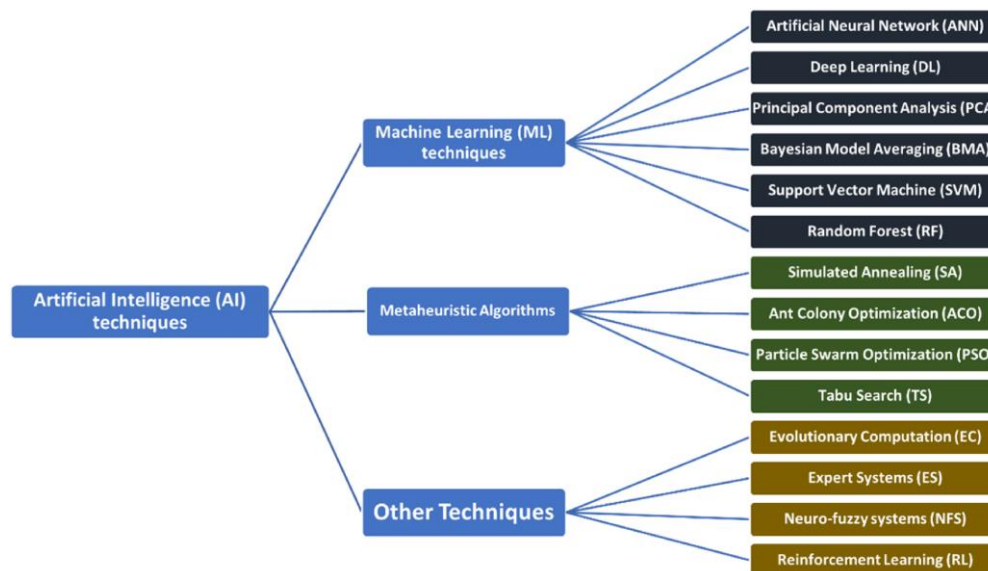 Artificial Neural Network (ANN)
Deep Learning (DL)
Principal Component Analysis (PCA
Machine Learning (ML)
techniques
Bayesian Model Averaging (BMA)
Support Vector Machine (SVM)
Random Forest (RF)
Artificial Intelligence (AI)
techniques
Metaheuristic Algorithms
Simulated Annealing (SA)
Ant Colony Optimization (ACO)
Particle Swarm Optimization (PSO
Tabu Search (TS)
Other Techniques
Evolutionary Computation (EC)
Expert Systems (ES)
Neuro-fuzzy systems (NFS)
Reinforcement Learning (RL)